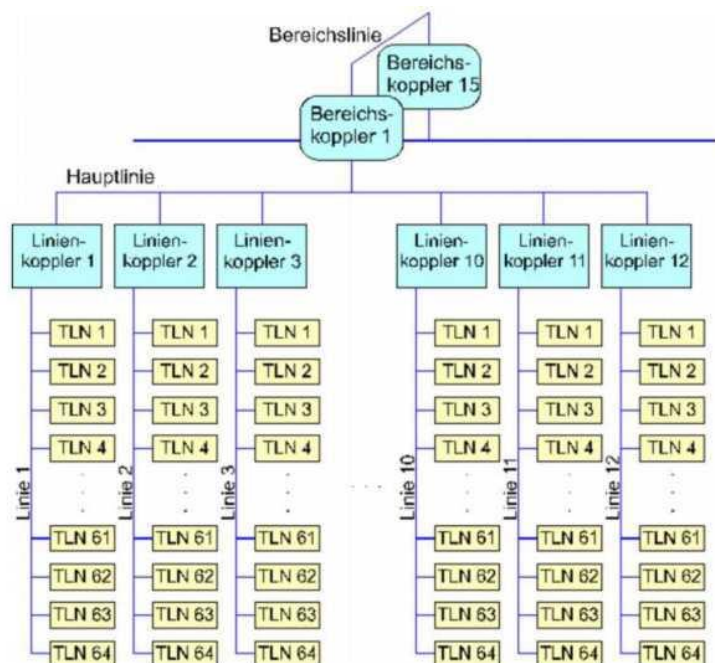 Bereichslinie
Bereichs-
koppler 15
Bereichs-
koppler 1
Hauptlinie
Linien-
koppler 1
Linien-
koppler 2
Linien-
koppler 3
Linien-
koppler 10
Linien-
koppler 11
Linien-
koppler 12
Linie 1
TLN 1
TLN 2
TLN 3
TLN 4
TLN 61
TLN 62
TLN 63
TLN 64
Linie 2
TLN 1
TLN 2
TLN 3
TLN 4
TLN 61
TLN 62
TLN 63
TLN 64
Linie 3
TLN 1
TLN 2
TLN 3
TLN 4
TLN 61
TLN 62
TLN 63
TLN 64
. . .
Linie 10
TLN 1
TLN 2
TLN 3
TLN 4
TLN 61
TLN 62
TLN 63
TLN 64
Linie 11
TLN 1
TLN 2
TLN 3
TLN 4
TLN 61
TLN 62
TLN 63
TLN 64
Linie 12
TLN 1
TLN 2
TLN 3
TLN 4
TLN 61
TLN 62
TLN 63
TLN 64